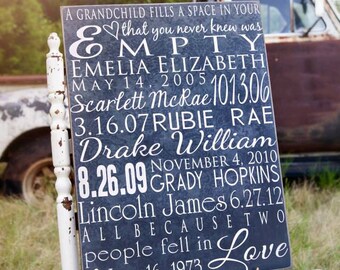 A GRANDCHILD FILLS A SPACE IN YOUR
♡ that you never knew was
EMPTY
EMELIA ELIZABETH
MAY 14, 2005 10.13.06
Scarlett McRae
3.16.07 RUBIE RAE
Drake William
8.26.09 NOVEMBER 4, 2010
GRADY HOPKINS
Lincoln James 6.27.12
ALL BECAUSE TWO
people fell in Love
16, 1973